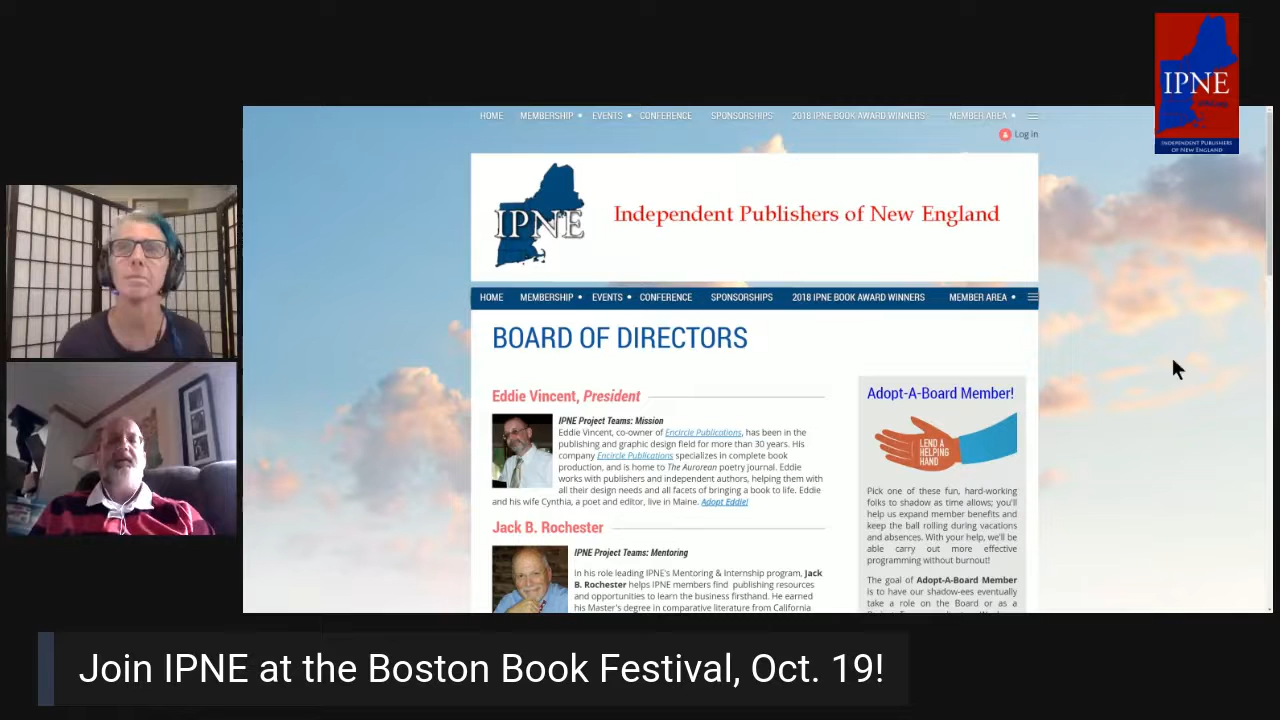 IPNE
INDEPENDENT PUBLISHERS
OF NEW ENGLAND
HOME MEMBERSHIP • EVENTS • CONFERENCE SPONSORSHIPS 2018 IPNE BOOK AWARD WINNERS MEMBER AREA •
Log in
IPNE
Independent Publishers of New England
HOME MEMBERSHIP • EVENTS • CONFERENCE SPONSORSHIPS 2018 IPNE BOOK AWARD WINNERS MEMBER AREA •
BOARD OF DIRECTORS
Eddie Vincent, President
IPNE Project Teams: Mission
Eddie Vincent, co-owner of Encircle Publications, has been in the
publishing and graphic design field for more than 30 years. His
company Encircle Publications specializes in complete book
production, and is home to The Aurorean poetry journal. Eddie
works with publishers and independent authors, helping them with
all their design needs and all facets of bringing a book to life. Eddie
and his wife Cynthia, a poet and editor, live in Maine. Adopt Eddie!
Jack B. Rochester
IPNE Project Teams: Mentoring
In his role leading IPNE's Mentoring & Internship program, Jack
B. Rochester helps IPNE members find publishing resources
and opportunities to learn the business firsthand. He earned
his Master's degree in comparative literature from California
Adopt-A-Board Member!
LEND A
HELPING
HAND
Pick one of these fun, hard-working
folks to shadow as time allows; you'll
help us expand member benefits and
keep the ball rolling during vacations
and absences. With your help, we'll be
able carry out more effective
programming without burnout!
The goal of Adopt-A-Board Member
is to have our shadow-ees eventually
take a role on the Board or as a
Join IPNE at the Boston Book Festival, Oct. 19!